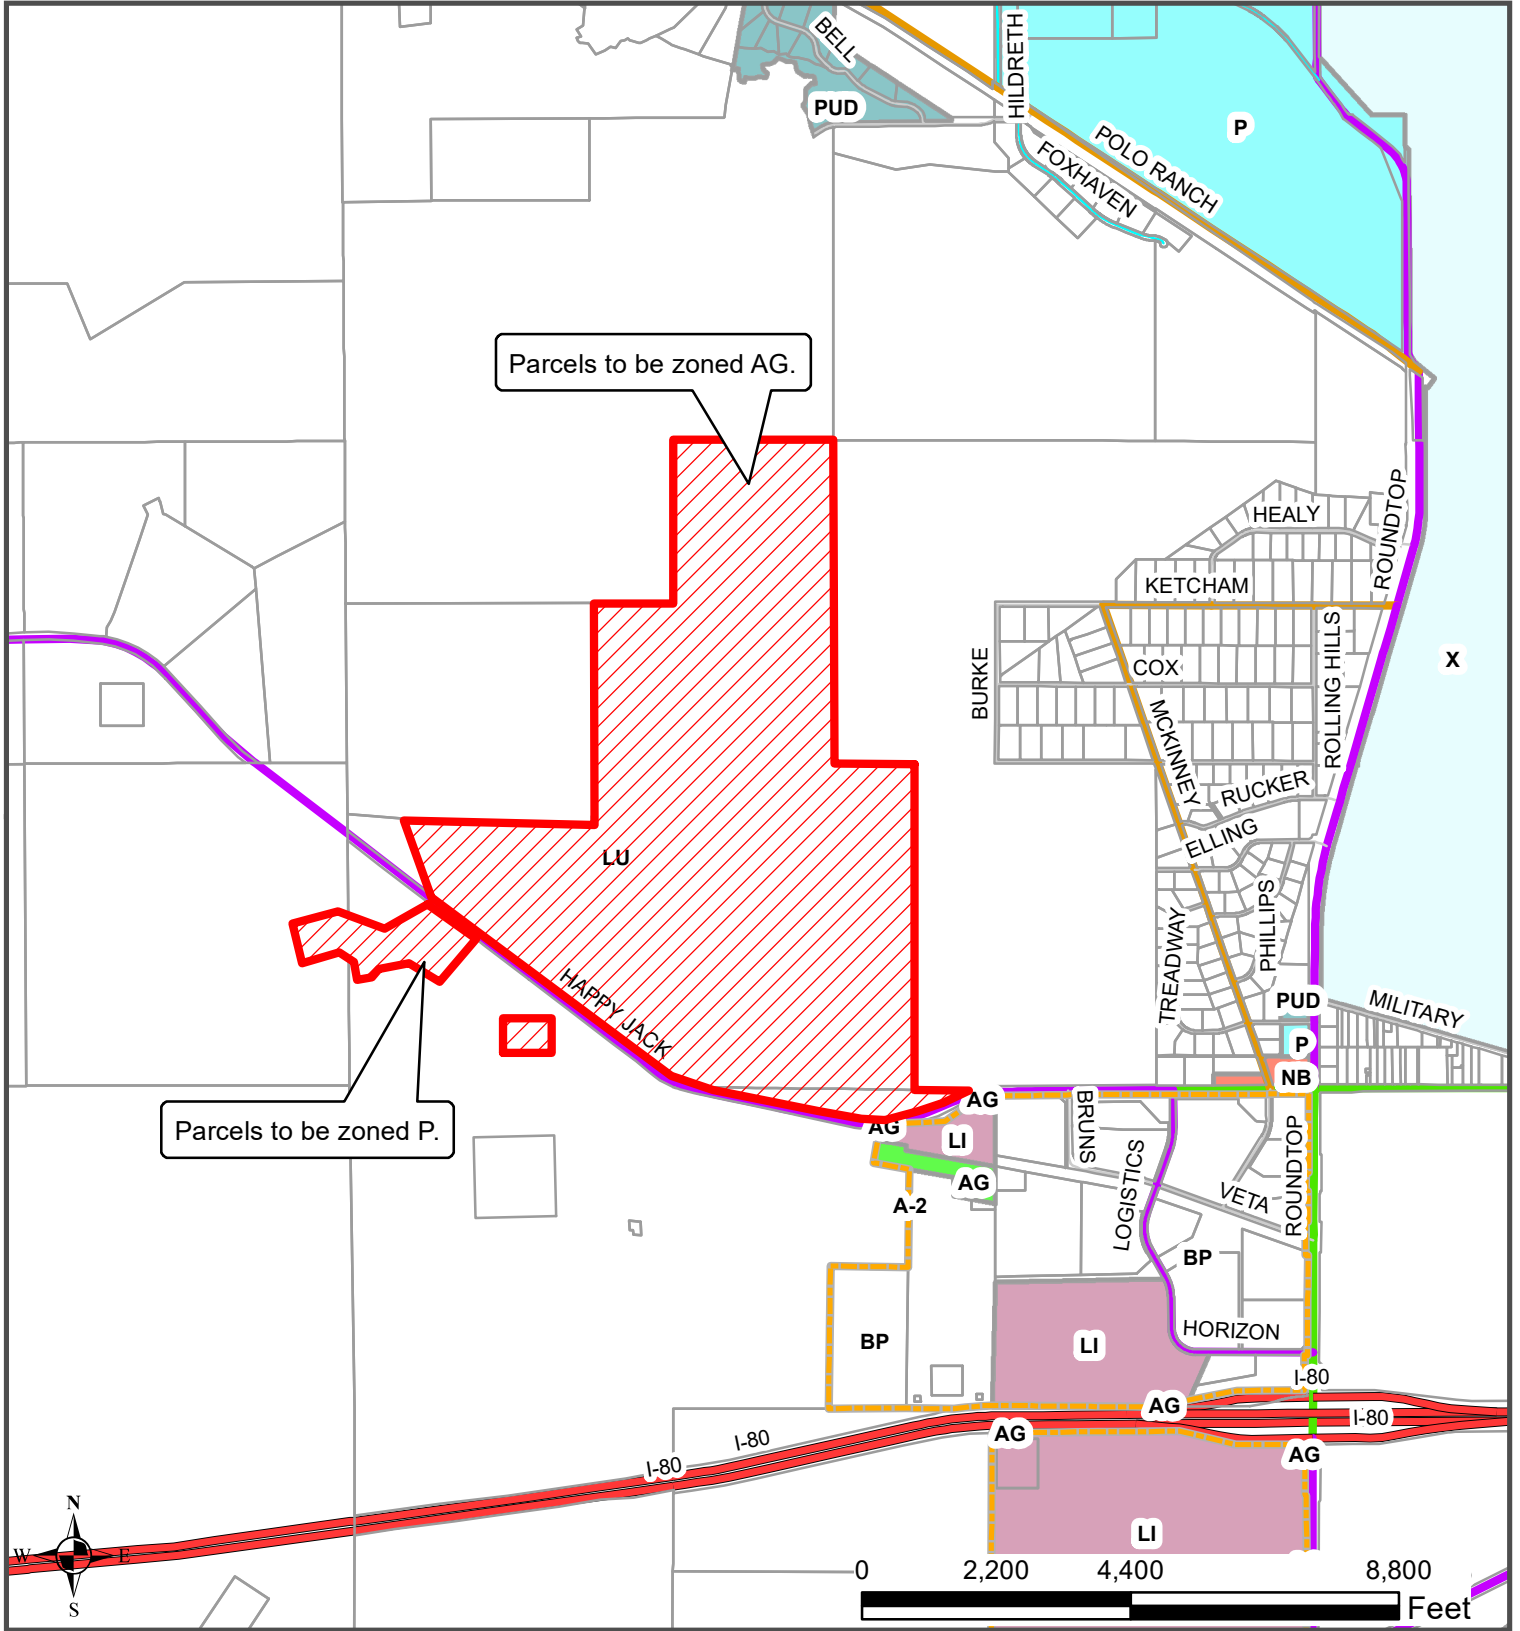 BELL
HILDRETH
PUD
P
POLO RANCH
FOXHAVEN
Parcels to be zoned AG.
HEALY
ROUNDTOP
KETCHAM
BURKE
COX
ROLLING HILLS
X
MCKINNEY
RUCKER
ELLING
LU
PHILLIPS
TREADWAY
HAPPY JACK
PUD
MILITARY
P
NB
Parcels to be zoned P.
AG
BRUNS
AG
LI
LOGISTICS
ROUNDTOP
AG
VETA
A-2
BP
HORIZON
BP
LI
I-80
AG
I-80
AG
I-80
AG
I-80
LI
N
W
E
S
0
2,200
4,400
8,800
Feet